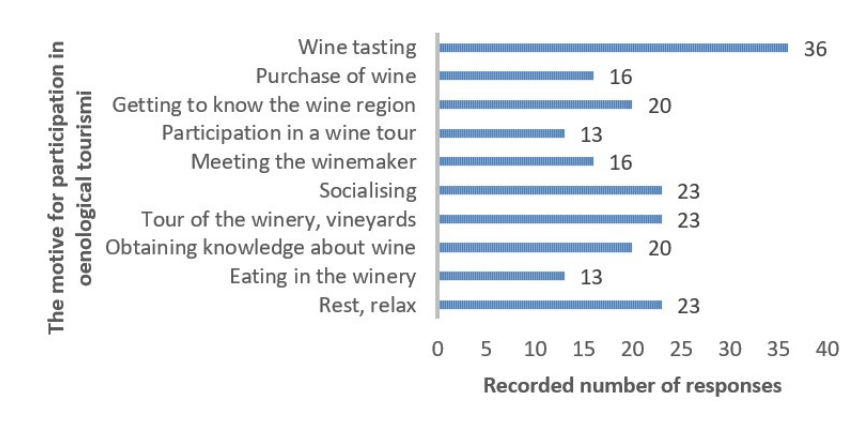 The motive for participation in
oenological tourismi
Wine tasting 36
Purchase of wine 16
Getting to know the wine region 20
Participation in a wine tour 13
Meeting the winemaker 16
Socialising 23
Tour of the winery, vineyards 23
Obtaining knowledge about wine 20
Eating in the winery 13
Rest, relax 23
0 5 10 15 20 25 30 35 40
Recorded number of responses